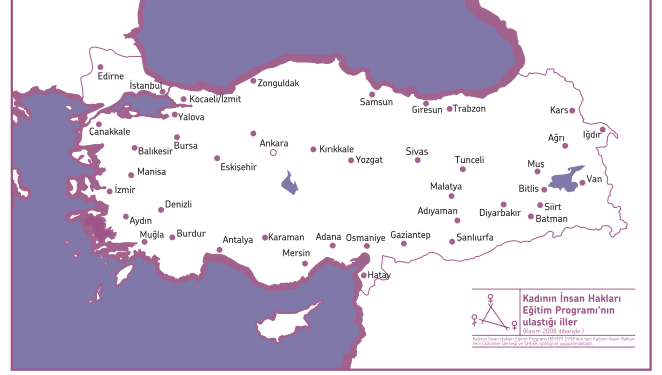 Edirne
İstanbul
Kocaeli/İzmit
Zonguldak
Samsun
Giresun
Trabzon
Kars
Iğdır
Yalova
Çanakkale
Bursa
Balıkesir
Ankara
Kırıkkale
Eskişehir
Yozgat
Sivas
Tunceli
Ağrı
Muş
Van
Bitlis
Manisa
İzmir
Malatya
Siirt
Denizli
Adıyaman
Diyarbakır
Batman
Aydın
Muğla
Burdur
Antalya
Karaman
Adana
Osmaniye
Gaziantep
Şanlıurfa
Mersin
Hatay
Kadının İnsan Hakları
Eğitim Programı'nın
ulaştığı iller
(Kasım 2008 itibariyle)